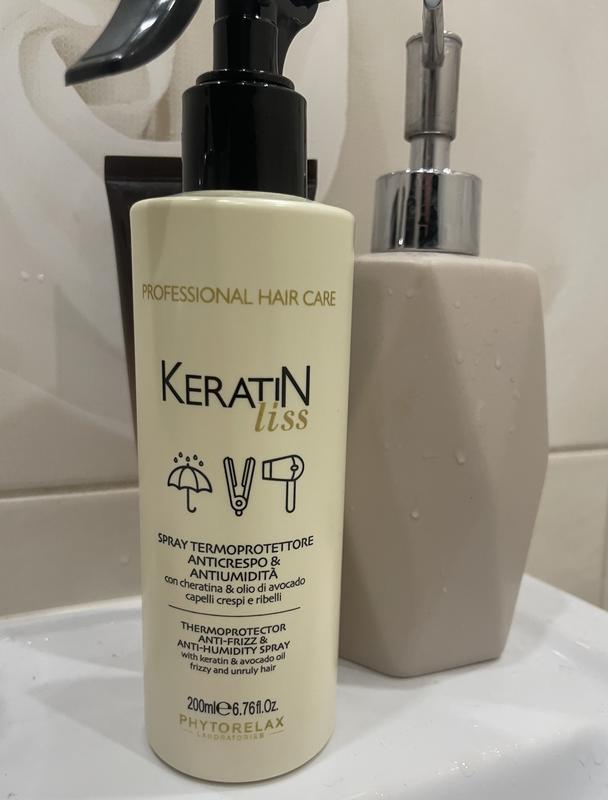 PROFESSIONAL HAIR CARE
KERATIN
liss
SPRAY TERMOPROTETTORE
ANTICRESPO &
ANTIUMIDITÀ
con cheratina & olio di avocado
capelli crespi e ribelli
THERMOPROTECTOR
ANTI-FRIZZ &
ANTI-HUMIDITY SPRAY
with keratin & avocado oil
frizzy and unruly hair
200ml℮6.76fl.Oz.
PHYTORELAX
LABORATORIES